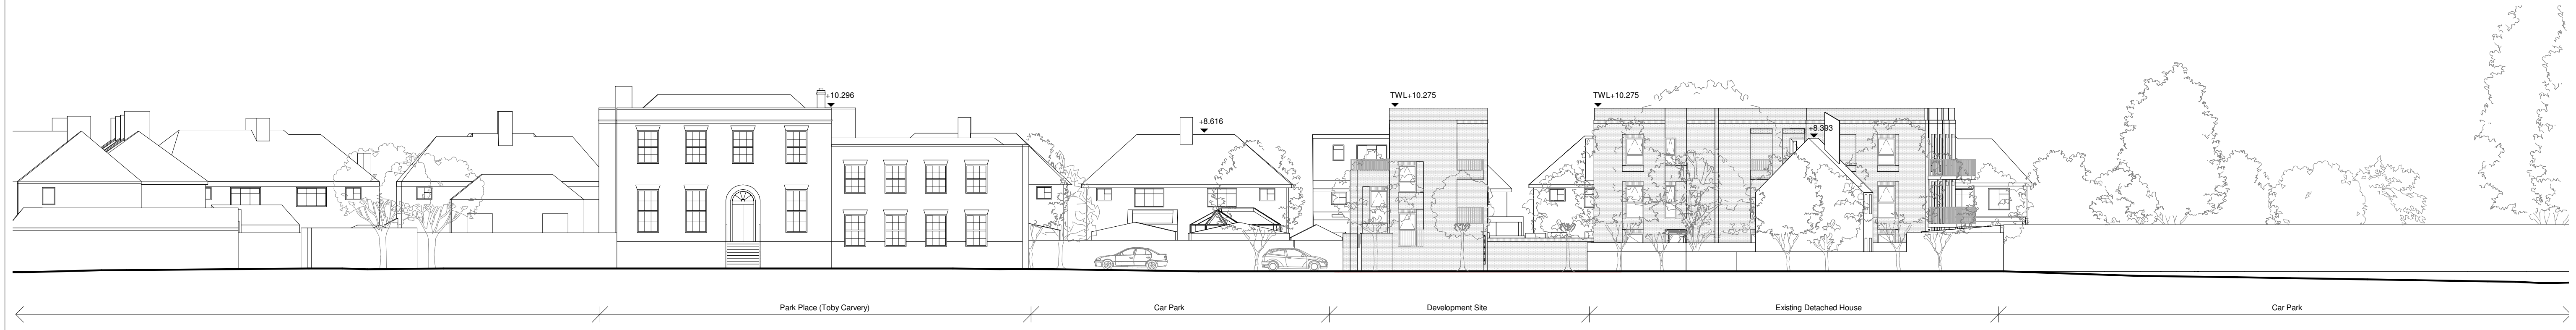 +10.296
+8.616
TWL+10.275
TWL+10.275
+8.393
Park Place (Toby Carvery)
Car Park
Development Site
Existing Detached House
Car Park